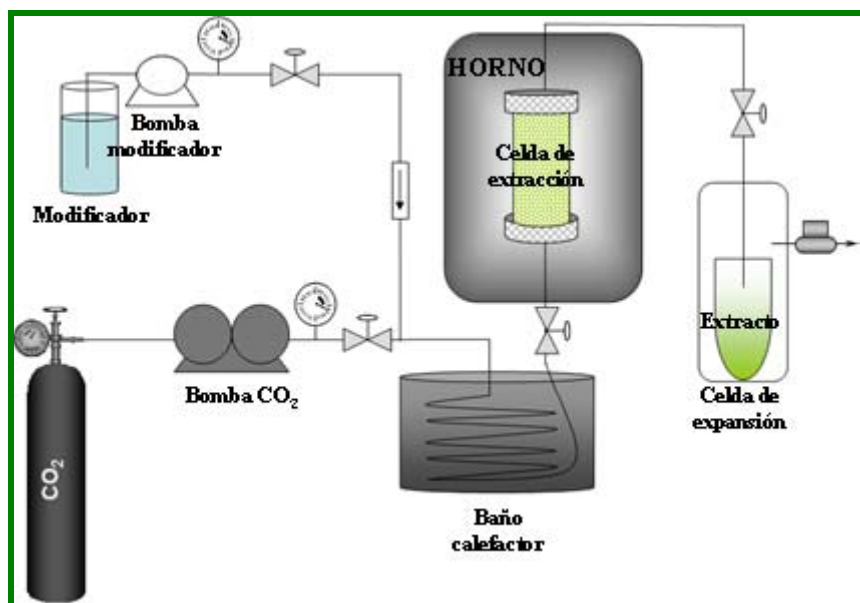 HORNO
Bomba
modificador
Celda de
extracción
Modificador
Extracto
Bomba CO₂
Celda de
expansión
CO₂
Baño
calefactor